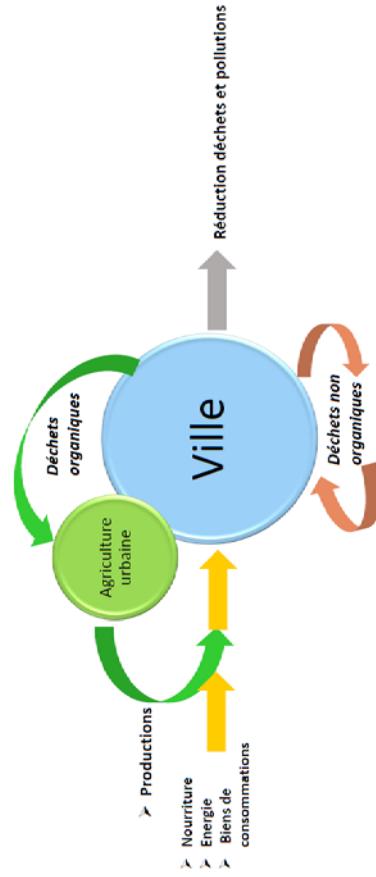 Déchets
organiques
Agriculture
urbaine
Ville
Réduction déchets et pollutions
➢ Productions
➢ Nourriture
➢ Energie
➢ Biens de
consommations
Déchets non
organiques